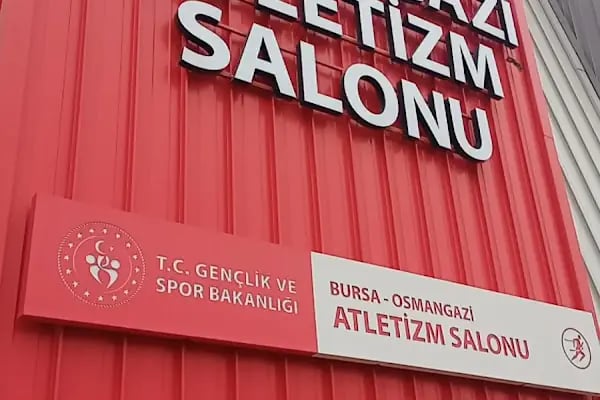 SALONU
T.C. GENÇLİK VE
SPOR BAKANLIĞI
BURSA - OSMANGAZİ
ATLETİZM SALONU